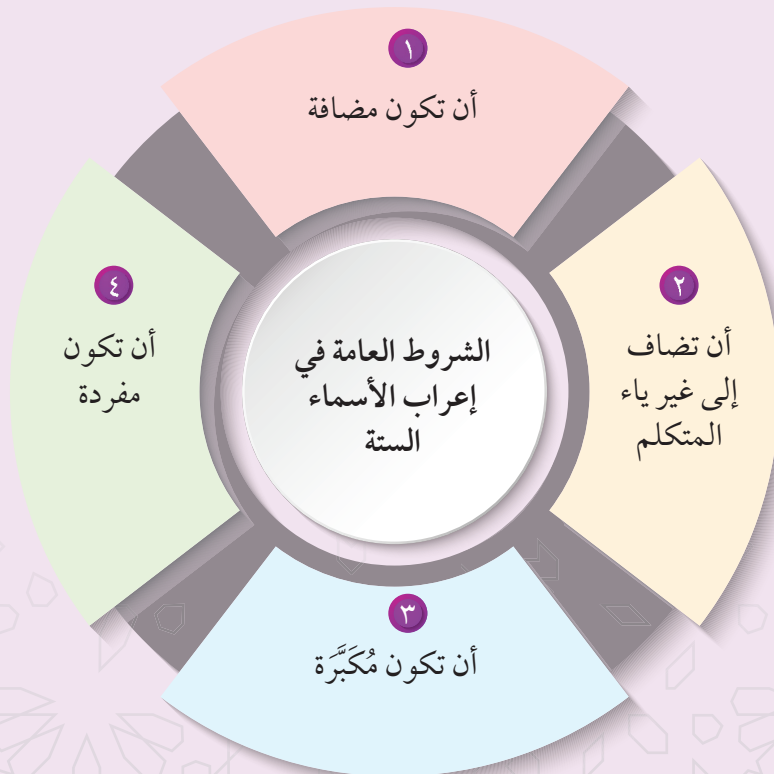 الشروط العامة في
إعراب الأسماء
الستة
١
أن تكون مضافة
٢
أن تضاف
إلى غير ياء
المتكلم
٣
أن تكون مُكَبَّرَة
٤
أن تكون
مفردة